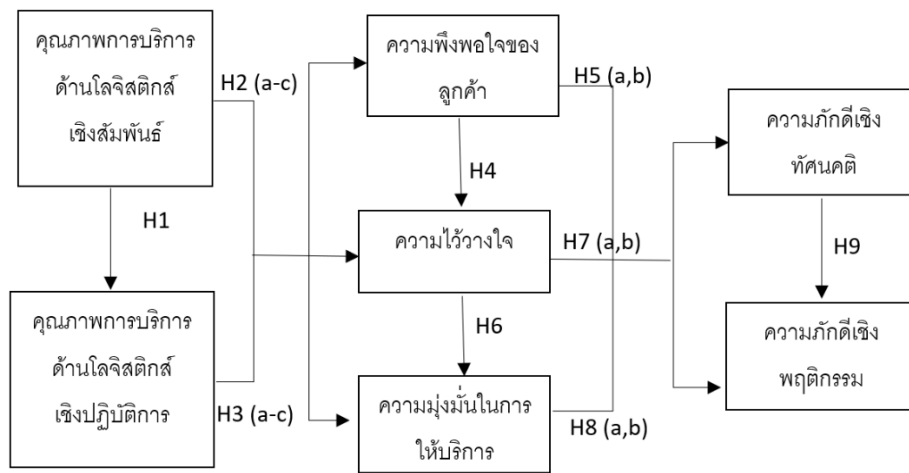 คุณภาพการบริการ
ด้านโลจิสติกส์
เชิงสัมพันธ์
H2 (a-c)
ความพึงพอใจของ
ลูกค้า
H5 (a,b)
ความภักดีเชิง
ทัศนคติ
H1
H4
ความไว้วางใจ
H7 (a,b)
H9
คุณภาพการบริการ
ด้านโลจิสติกส์
เชิงปฏิบัติการ
H3 (a-c)
H6
ความมุ่งมั่นในการ
ให้บริการ
H8 (a,b)
ความภักดีเชิง
พฤติกรรม